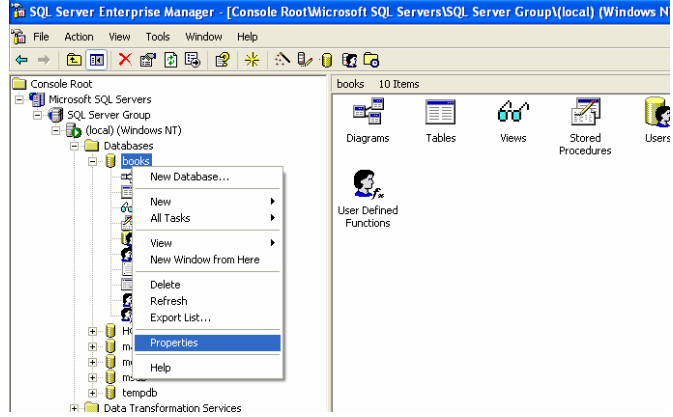 SQL Server Enterprise Manager - [Console Root\Microsoft SQL Servers\SQL Server Group\(local) (Windows N
File Action View Tools Window Help
Console Root
Microsoft SQL Servers
SQL Server Group
(local) (Windows NT)
Databases
books
New Database...
New
All Tasks
View
New Window from Here
Delete
Refresh
Export List...
Properties
Help
tempdb
Data Transformation Services
books 10 Items
Diagrams
Tables
Views
Stored
Procedures
Users
User Defined
Functions